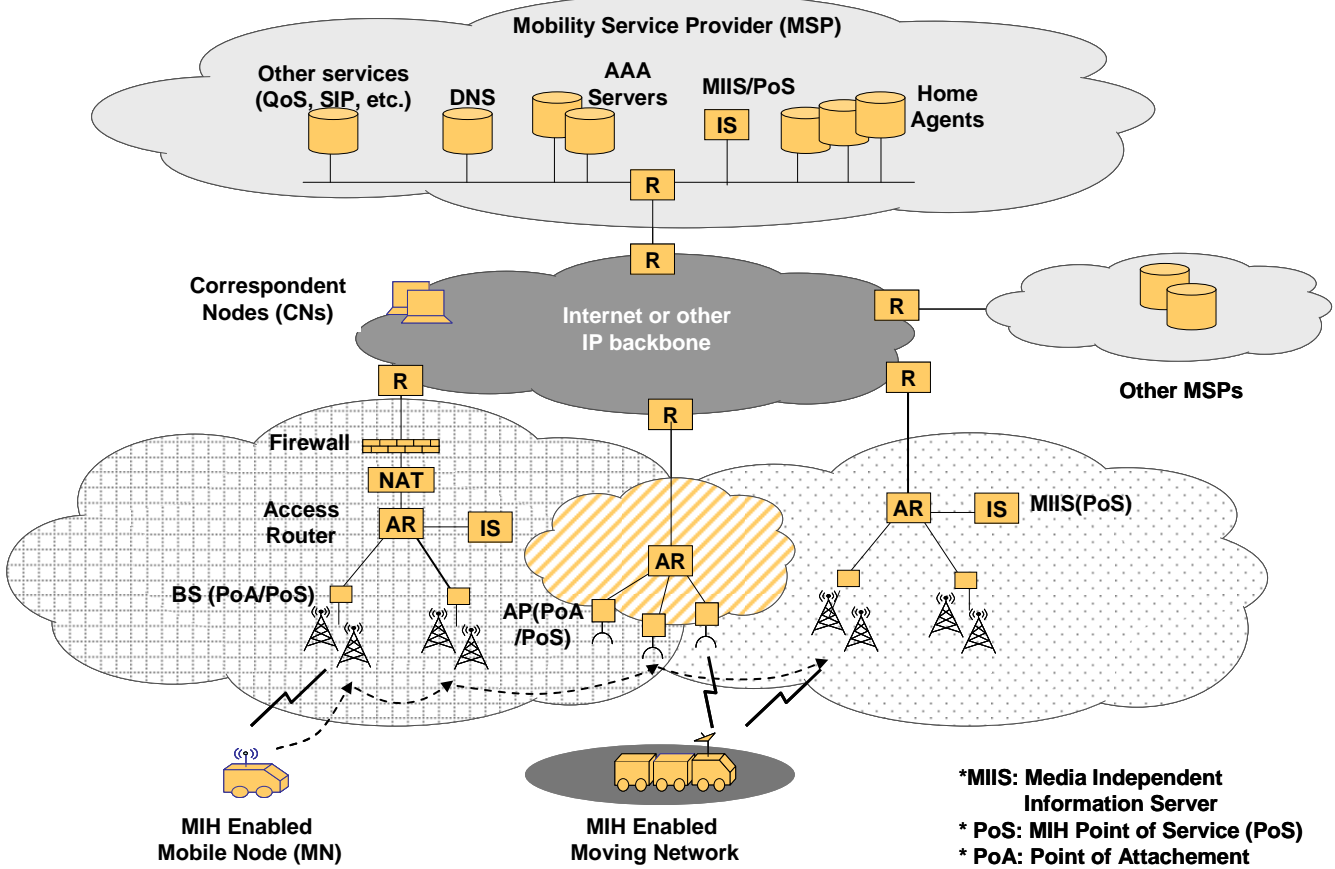 Mobility Service Provider (MSP)
Other services
(QoS, SIP, etc.)
DNS
AAA
Servers
MIIS/PoS
Home
Agents
IS
R
R
Correspondent
Nodes (CNs)
Internet or other
IP backbone
R
Other MSPs
R
R
R
Firewall
NAT
Access
Router
AR
IS
AR
IS
MIIS(PoS)
AR
BS (PoA/PoS)
AP(PoA
/PoS)
MIH Enabled
Mobile Node (MN)
MIH Enabled
Moving Network
*MIIS: Media Independent
Information Server
* PoS: MIH Point of Service (PoS)
* PoA: Point of Attachement